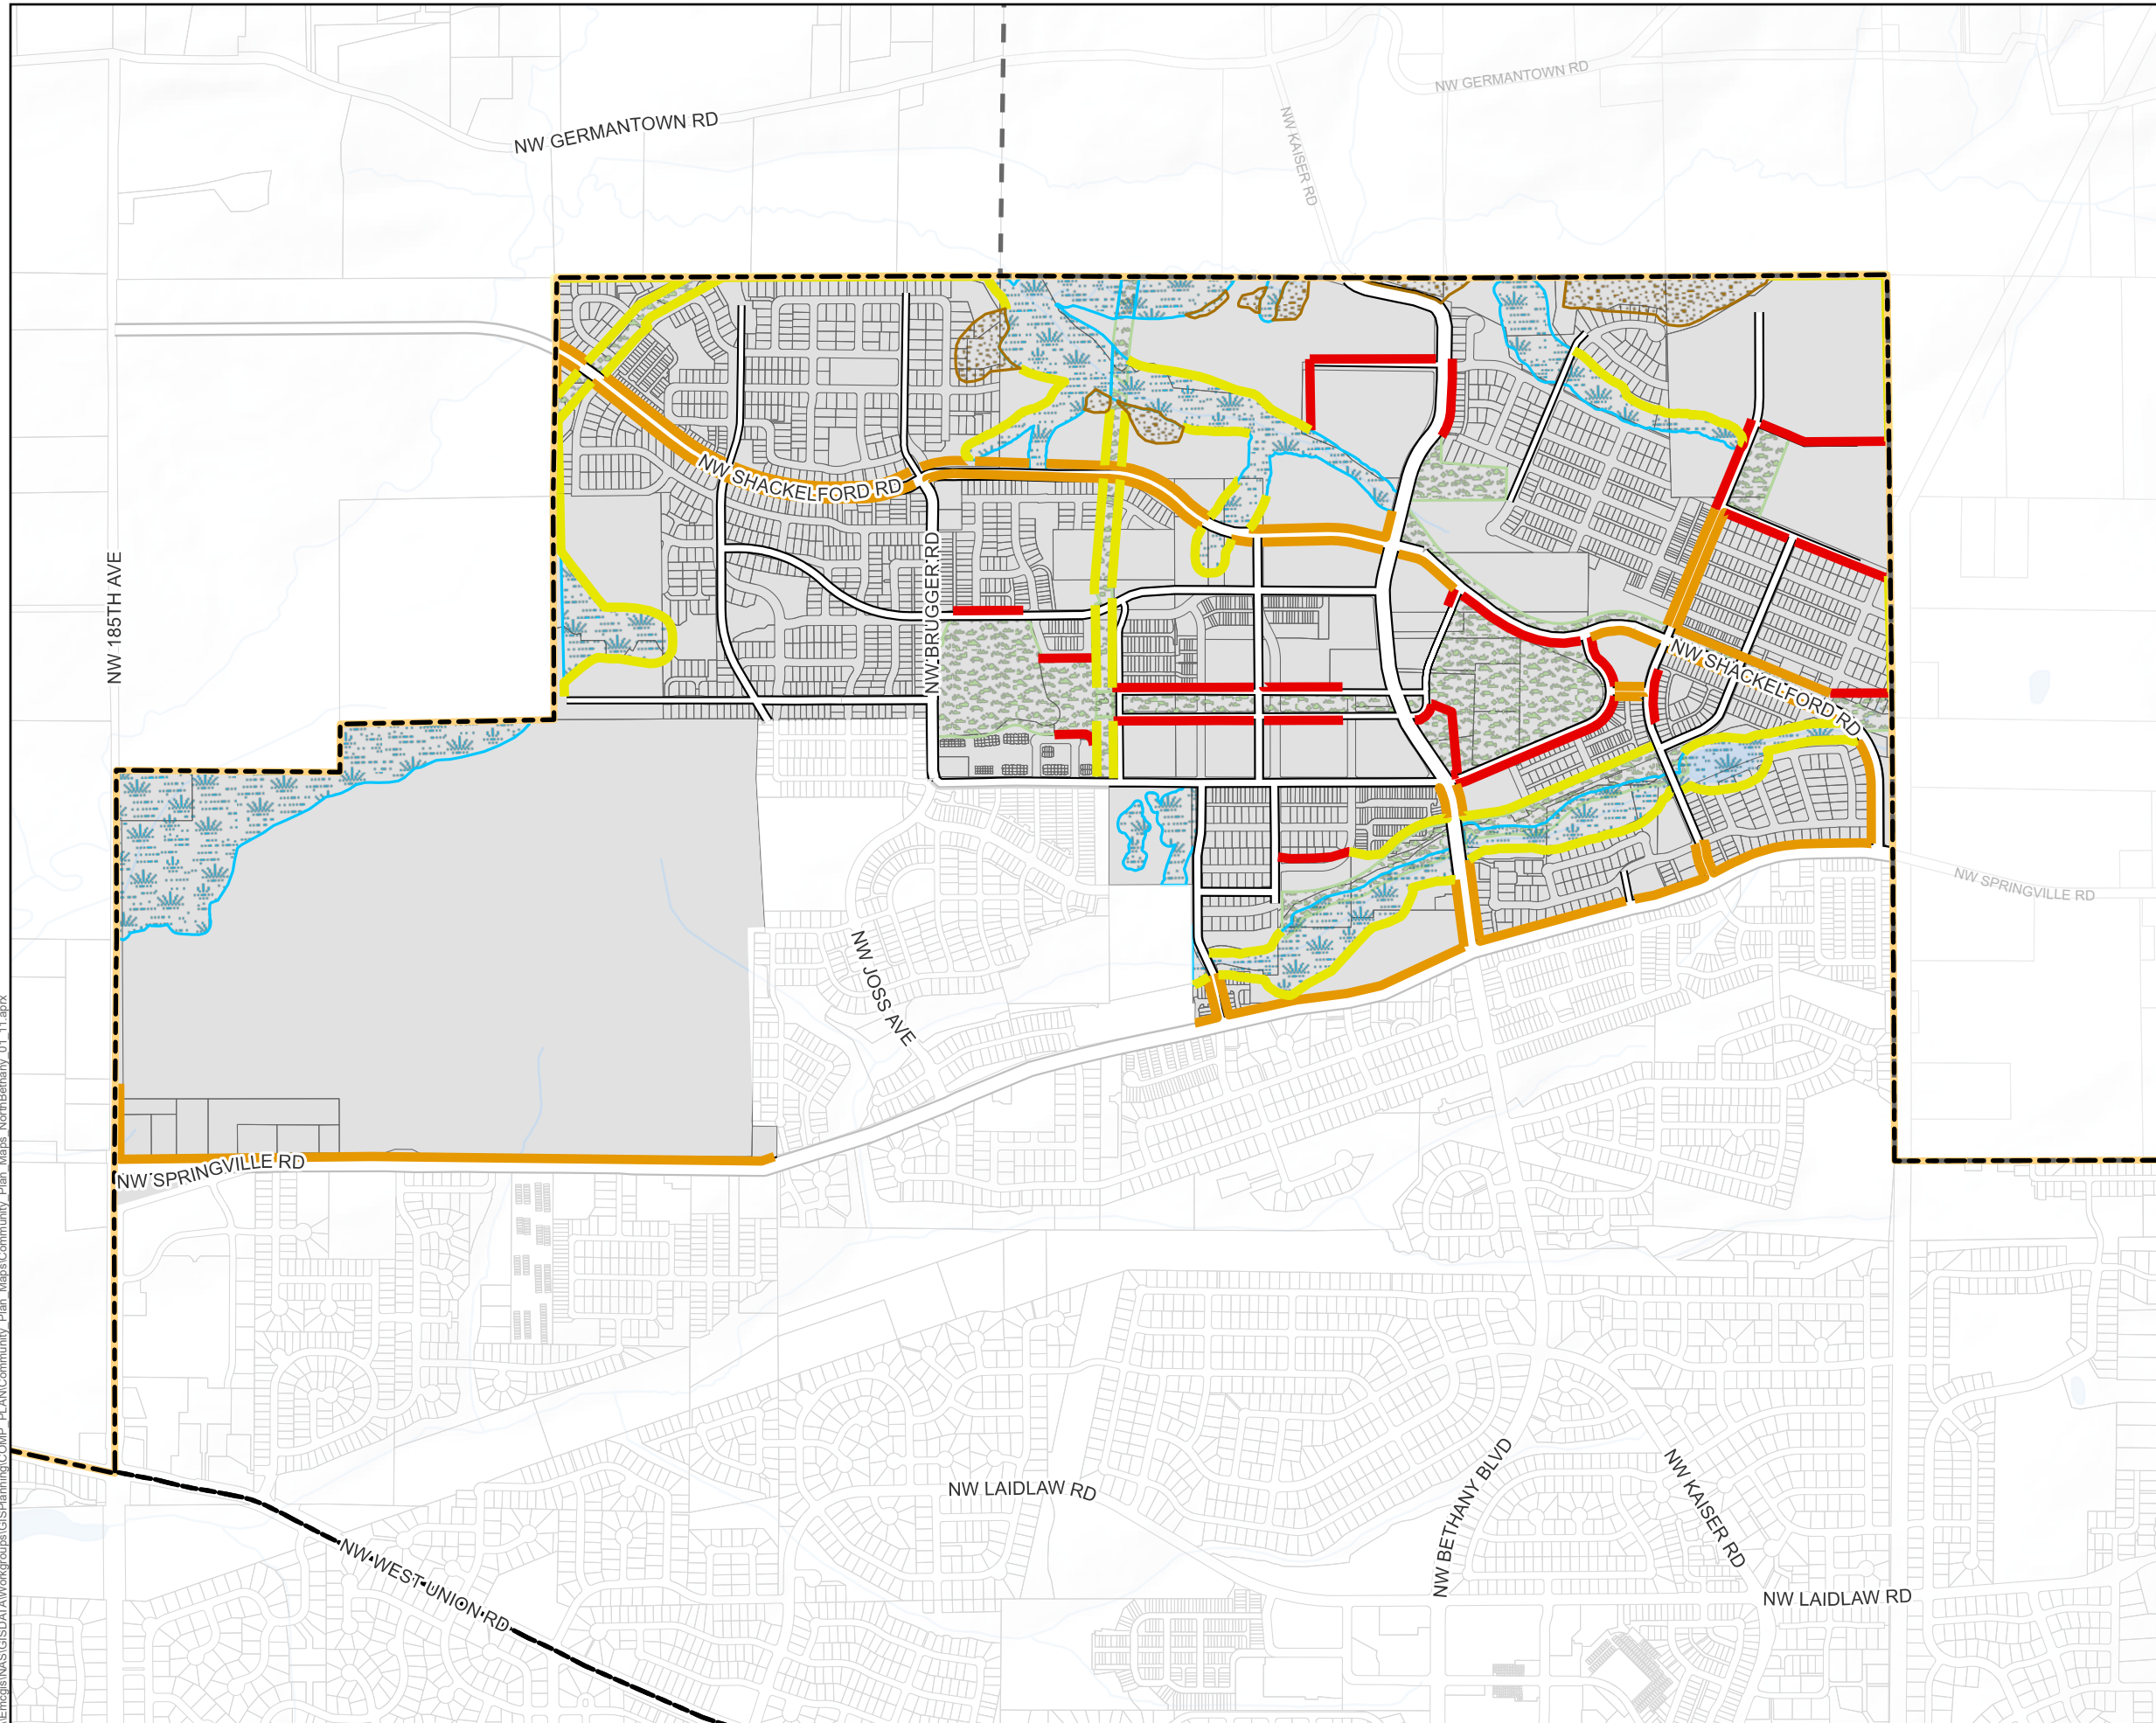 NW GERMANTOWN RD
NW GERMANTOWN RD
NW KAISER RD
NW SHACKELFORD RD
NW BRUGGER RD
NW 185TH AVE
NW SHACKELFORD RD
NW SPRINGVILLE RD
NW JOSS AVE
NW SPRINGVILLE RD
NW LAIDLAW RD
NW BETHANY BLVD
NW KAISER RD
NW WEST UNION RD
NW LAIDLAW RD